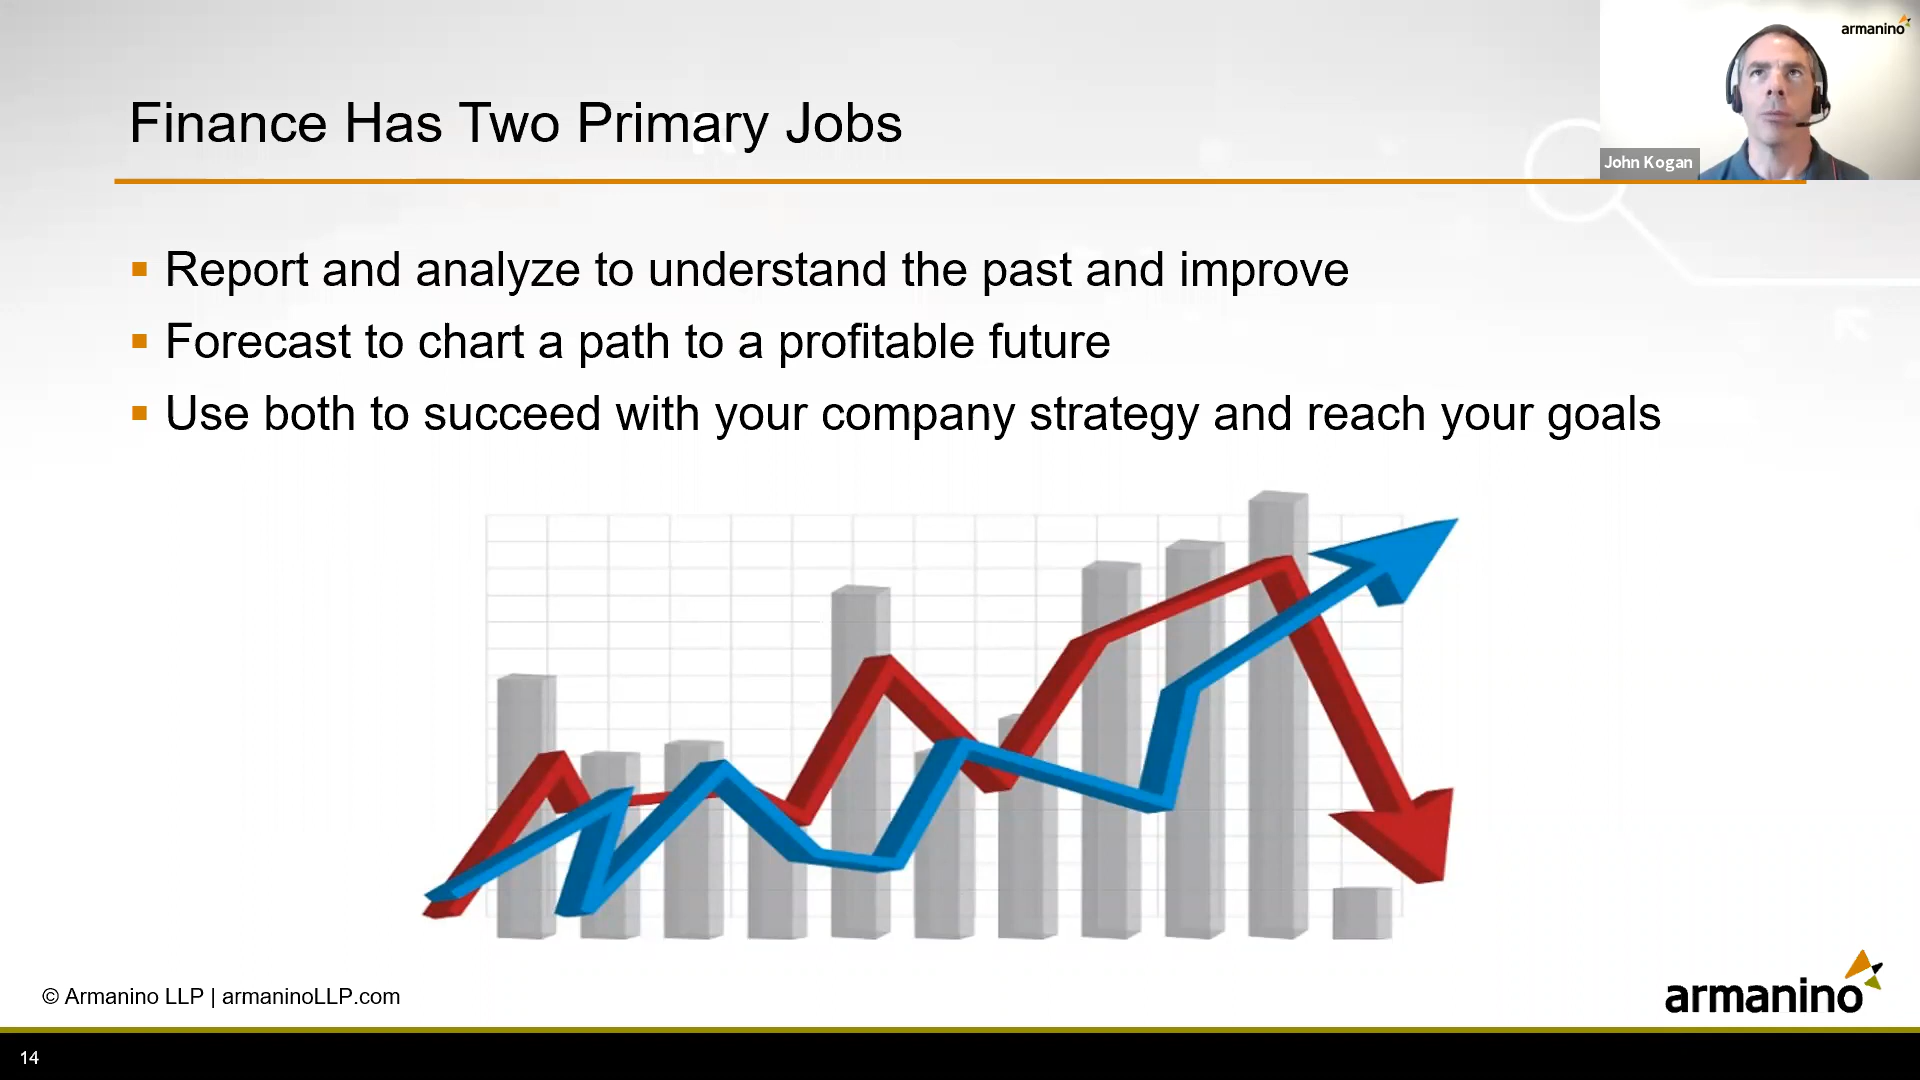 armanino
Finance Has Two Primary Jobs
John Kogan
▪ Report and analyze to understand the past and improve
▪ Forecast to chart a path to a profitable future
▪ Use both to succeed with your company strategy and reach your goals
© Armanino LLP | armaninoLLP.com
armanino
14